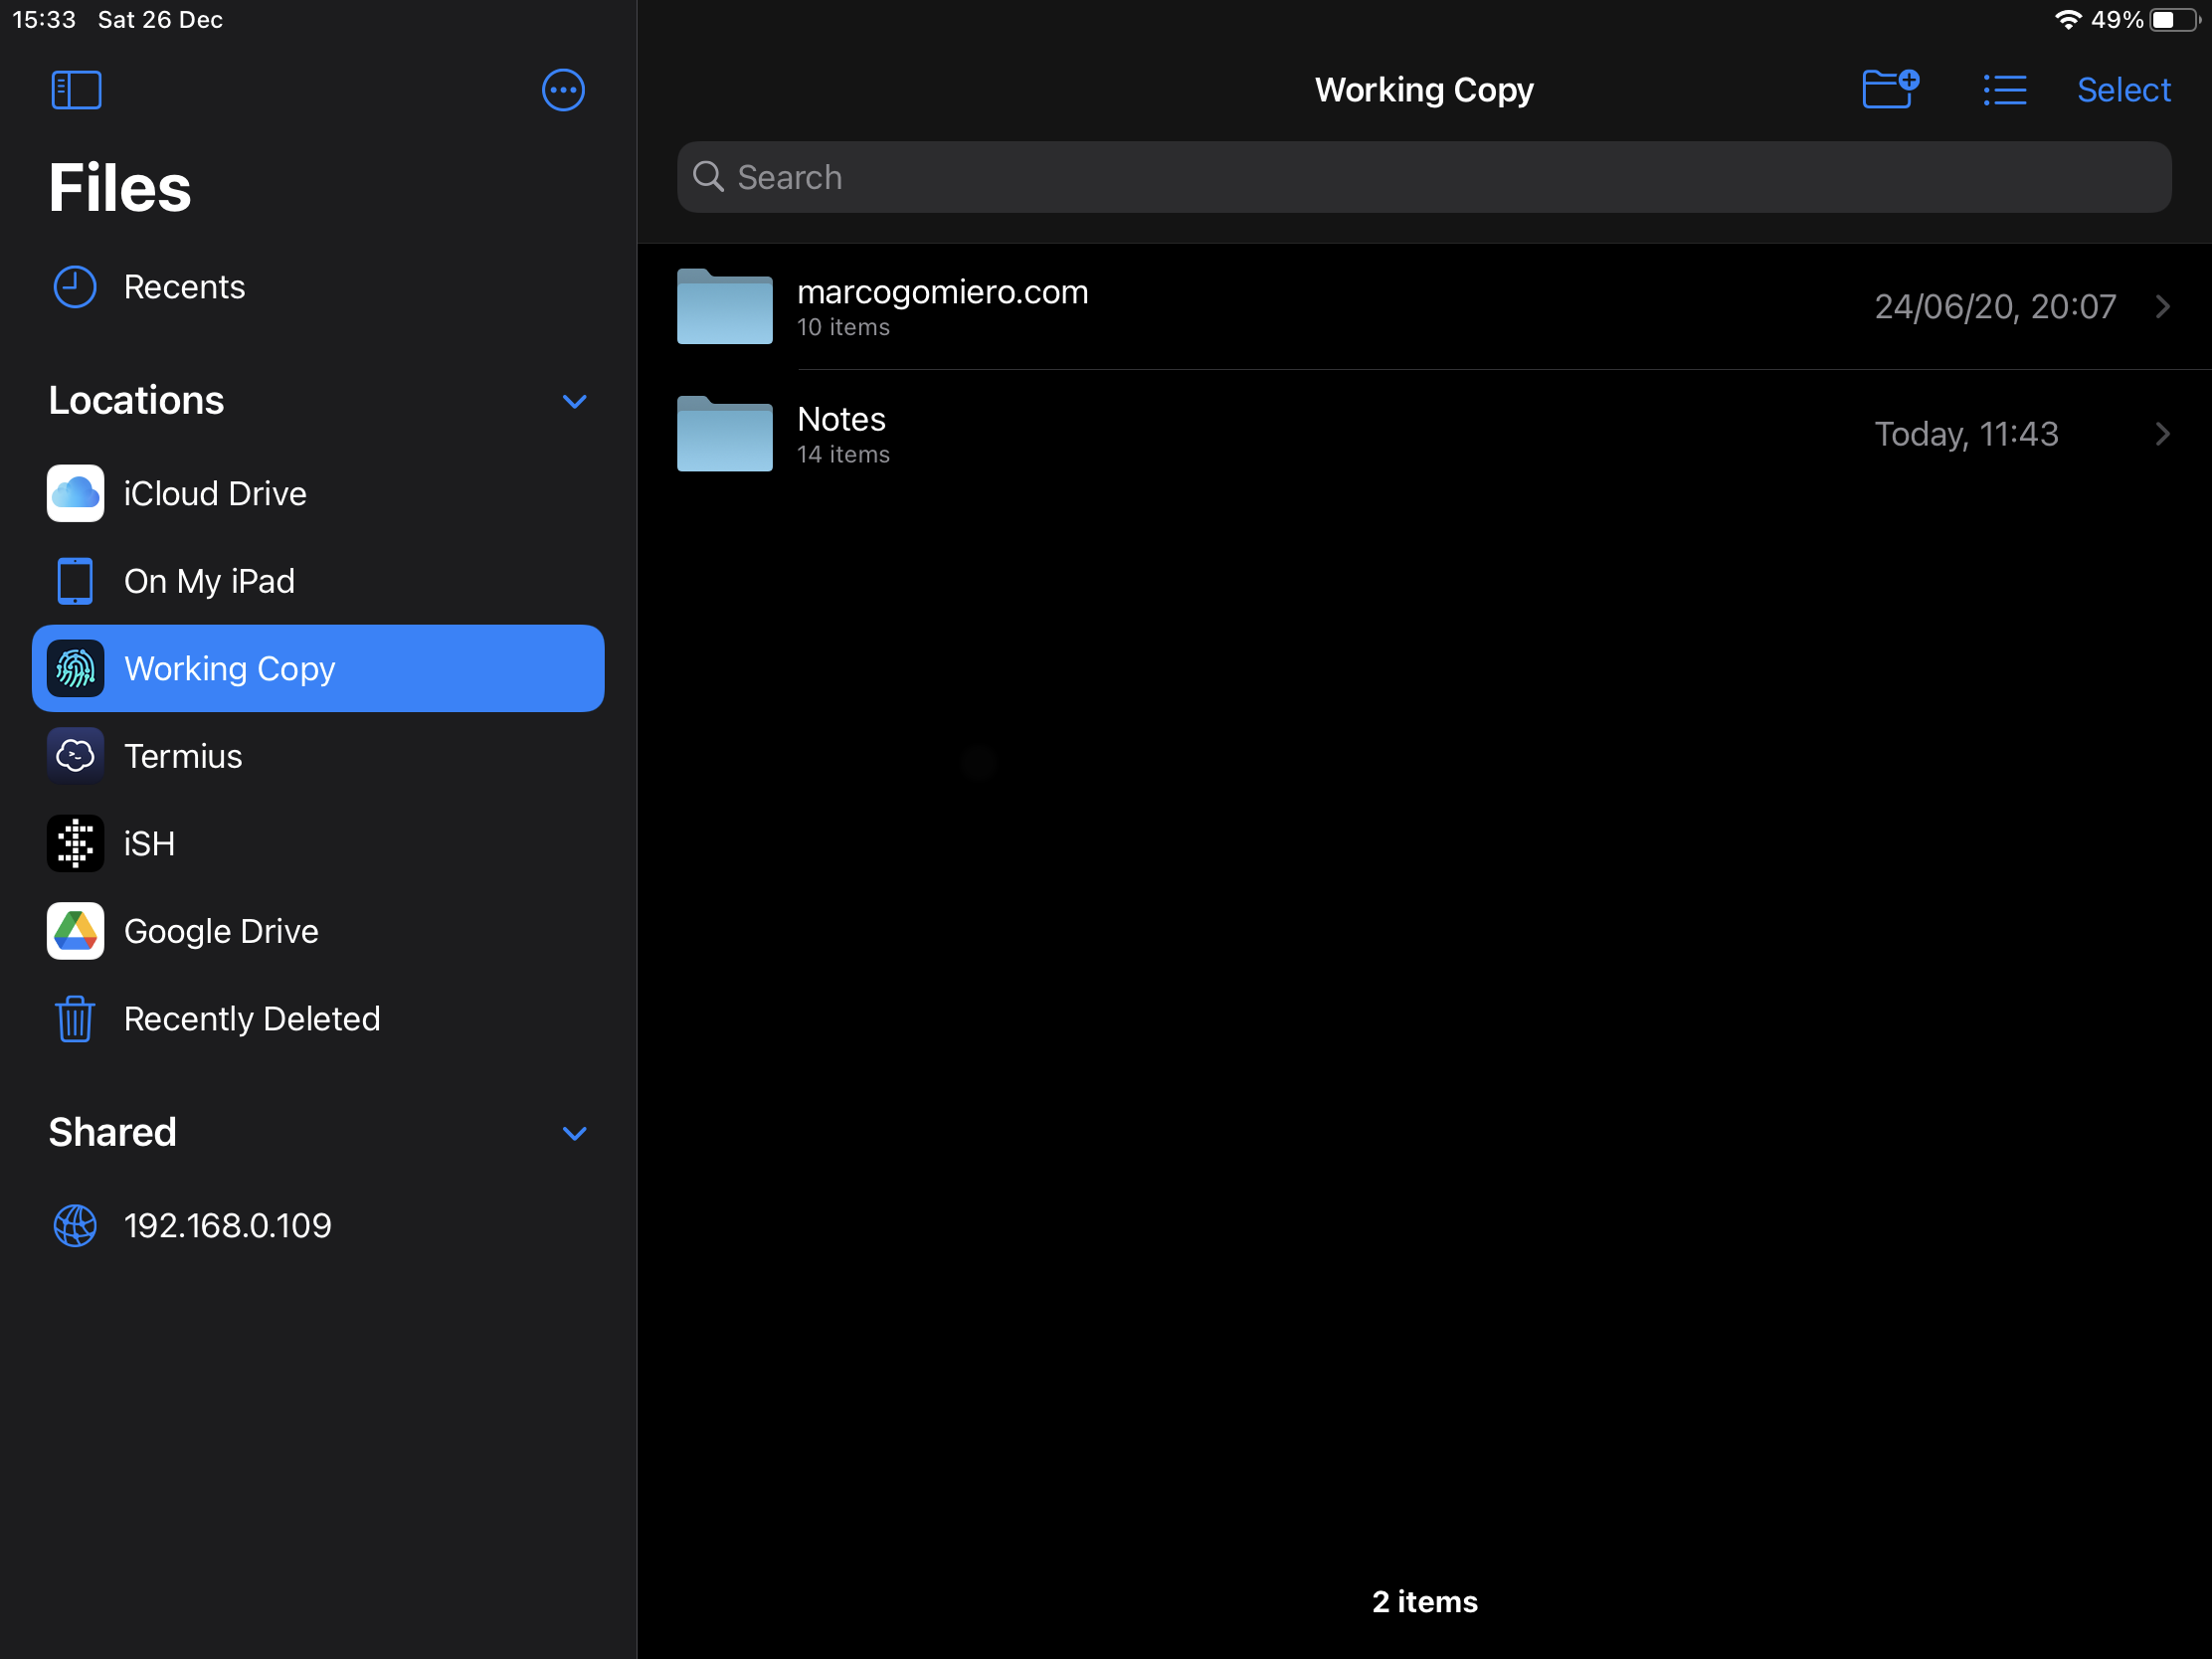 15:33 Sat 26 Dec
49%
Files
Recents
Locations
iCloud Drive
On My iPad
Working Copy
Termius
iSH
Google Drive
Recently Deleted
Shared
192.168.0.109
Working Copy
Select
Search
marcogomiero.com
10 items
24/06/20, 20:07
Notes
14 items
Today, 11:43
2 items